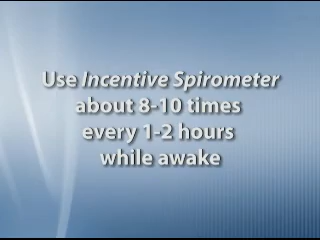 Use Incentive Spirometer
about 8-10 times
every 1-2 hours
while awake